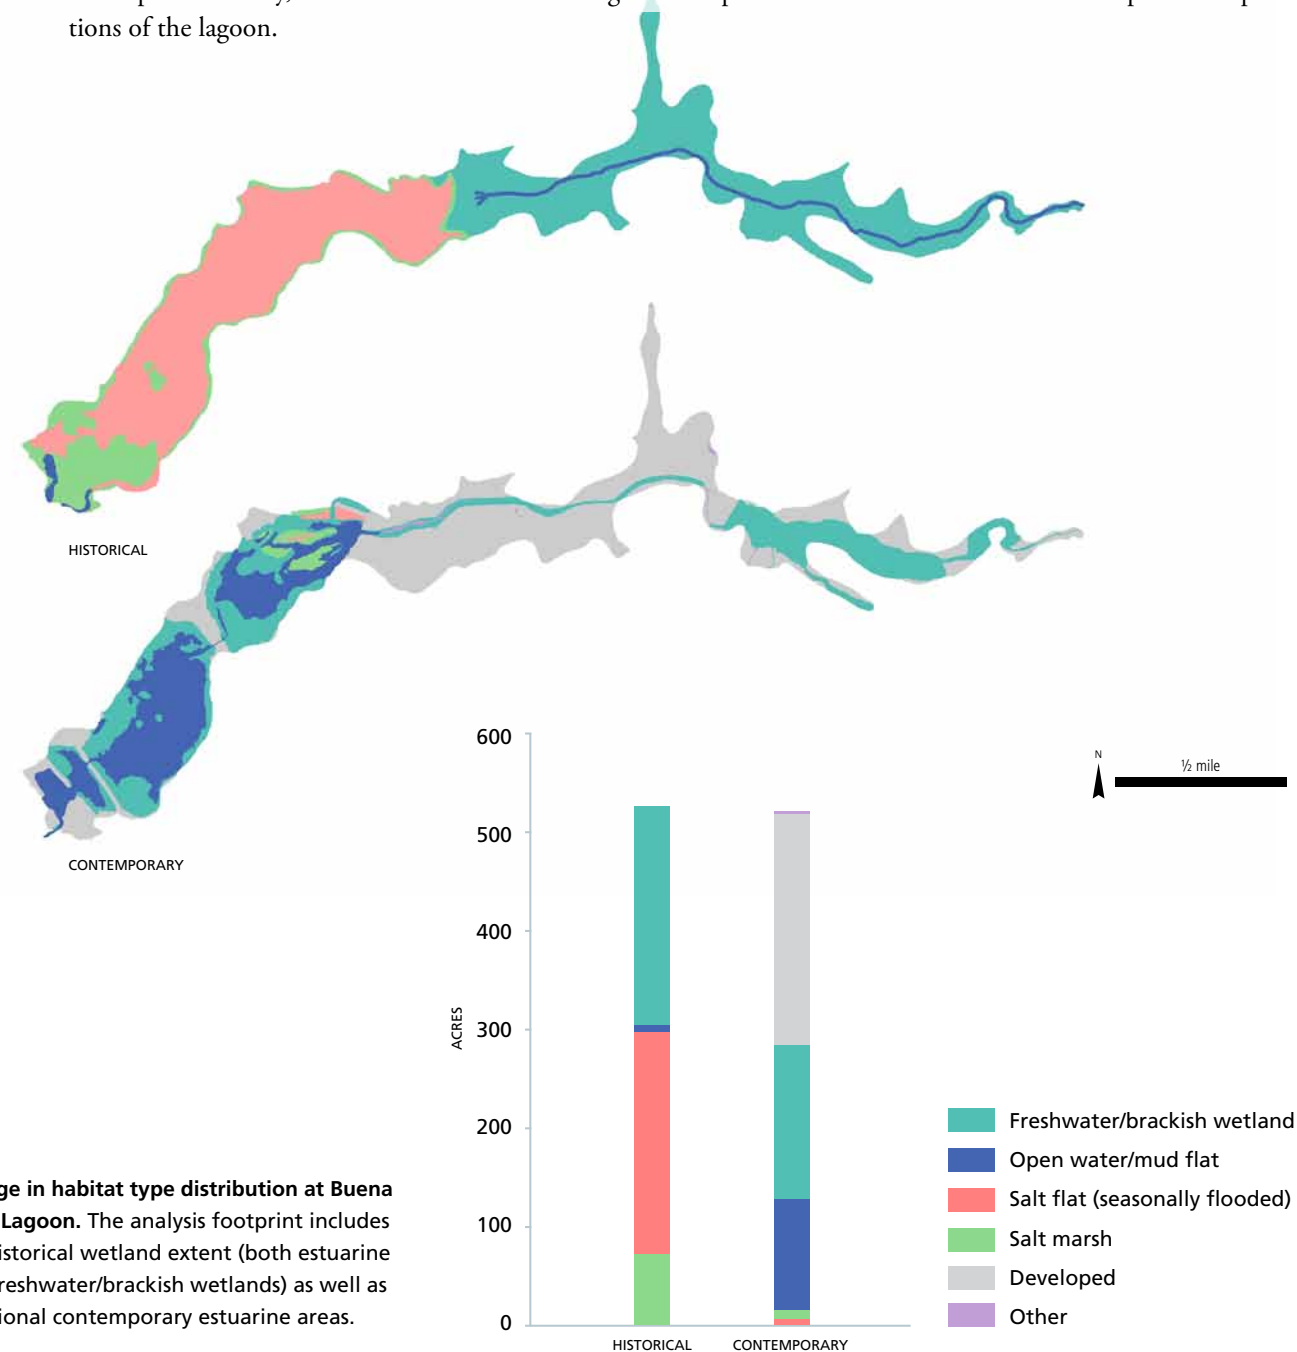 tions of the lagoon.
HISTORICAL
CONTEMPORARY
N
½ mile
600
500
400
300
200
100
0
ACRES
HISTORICAL
CONTEMPORARY
Freshwater/brackish wetland
Open water/mud flat
Salt flat (seasonally flooded)
Salt marsh
Developed
Other
ge in habitat type distribution at Buena
Lagoon. The analysis footprint includes
istorical wetland extent (both estuarine
reshwater/brackish wetlands) as well as
ional contemporary estuarine areas.